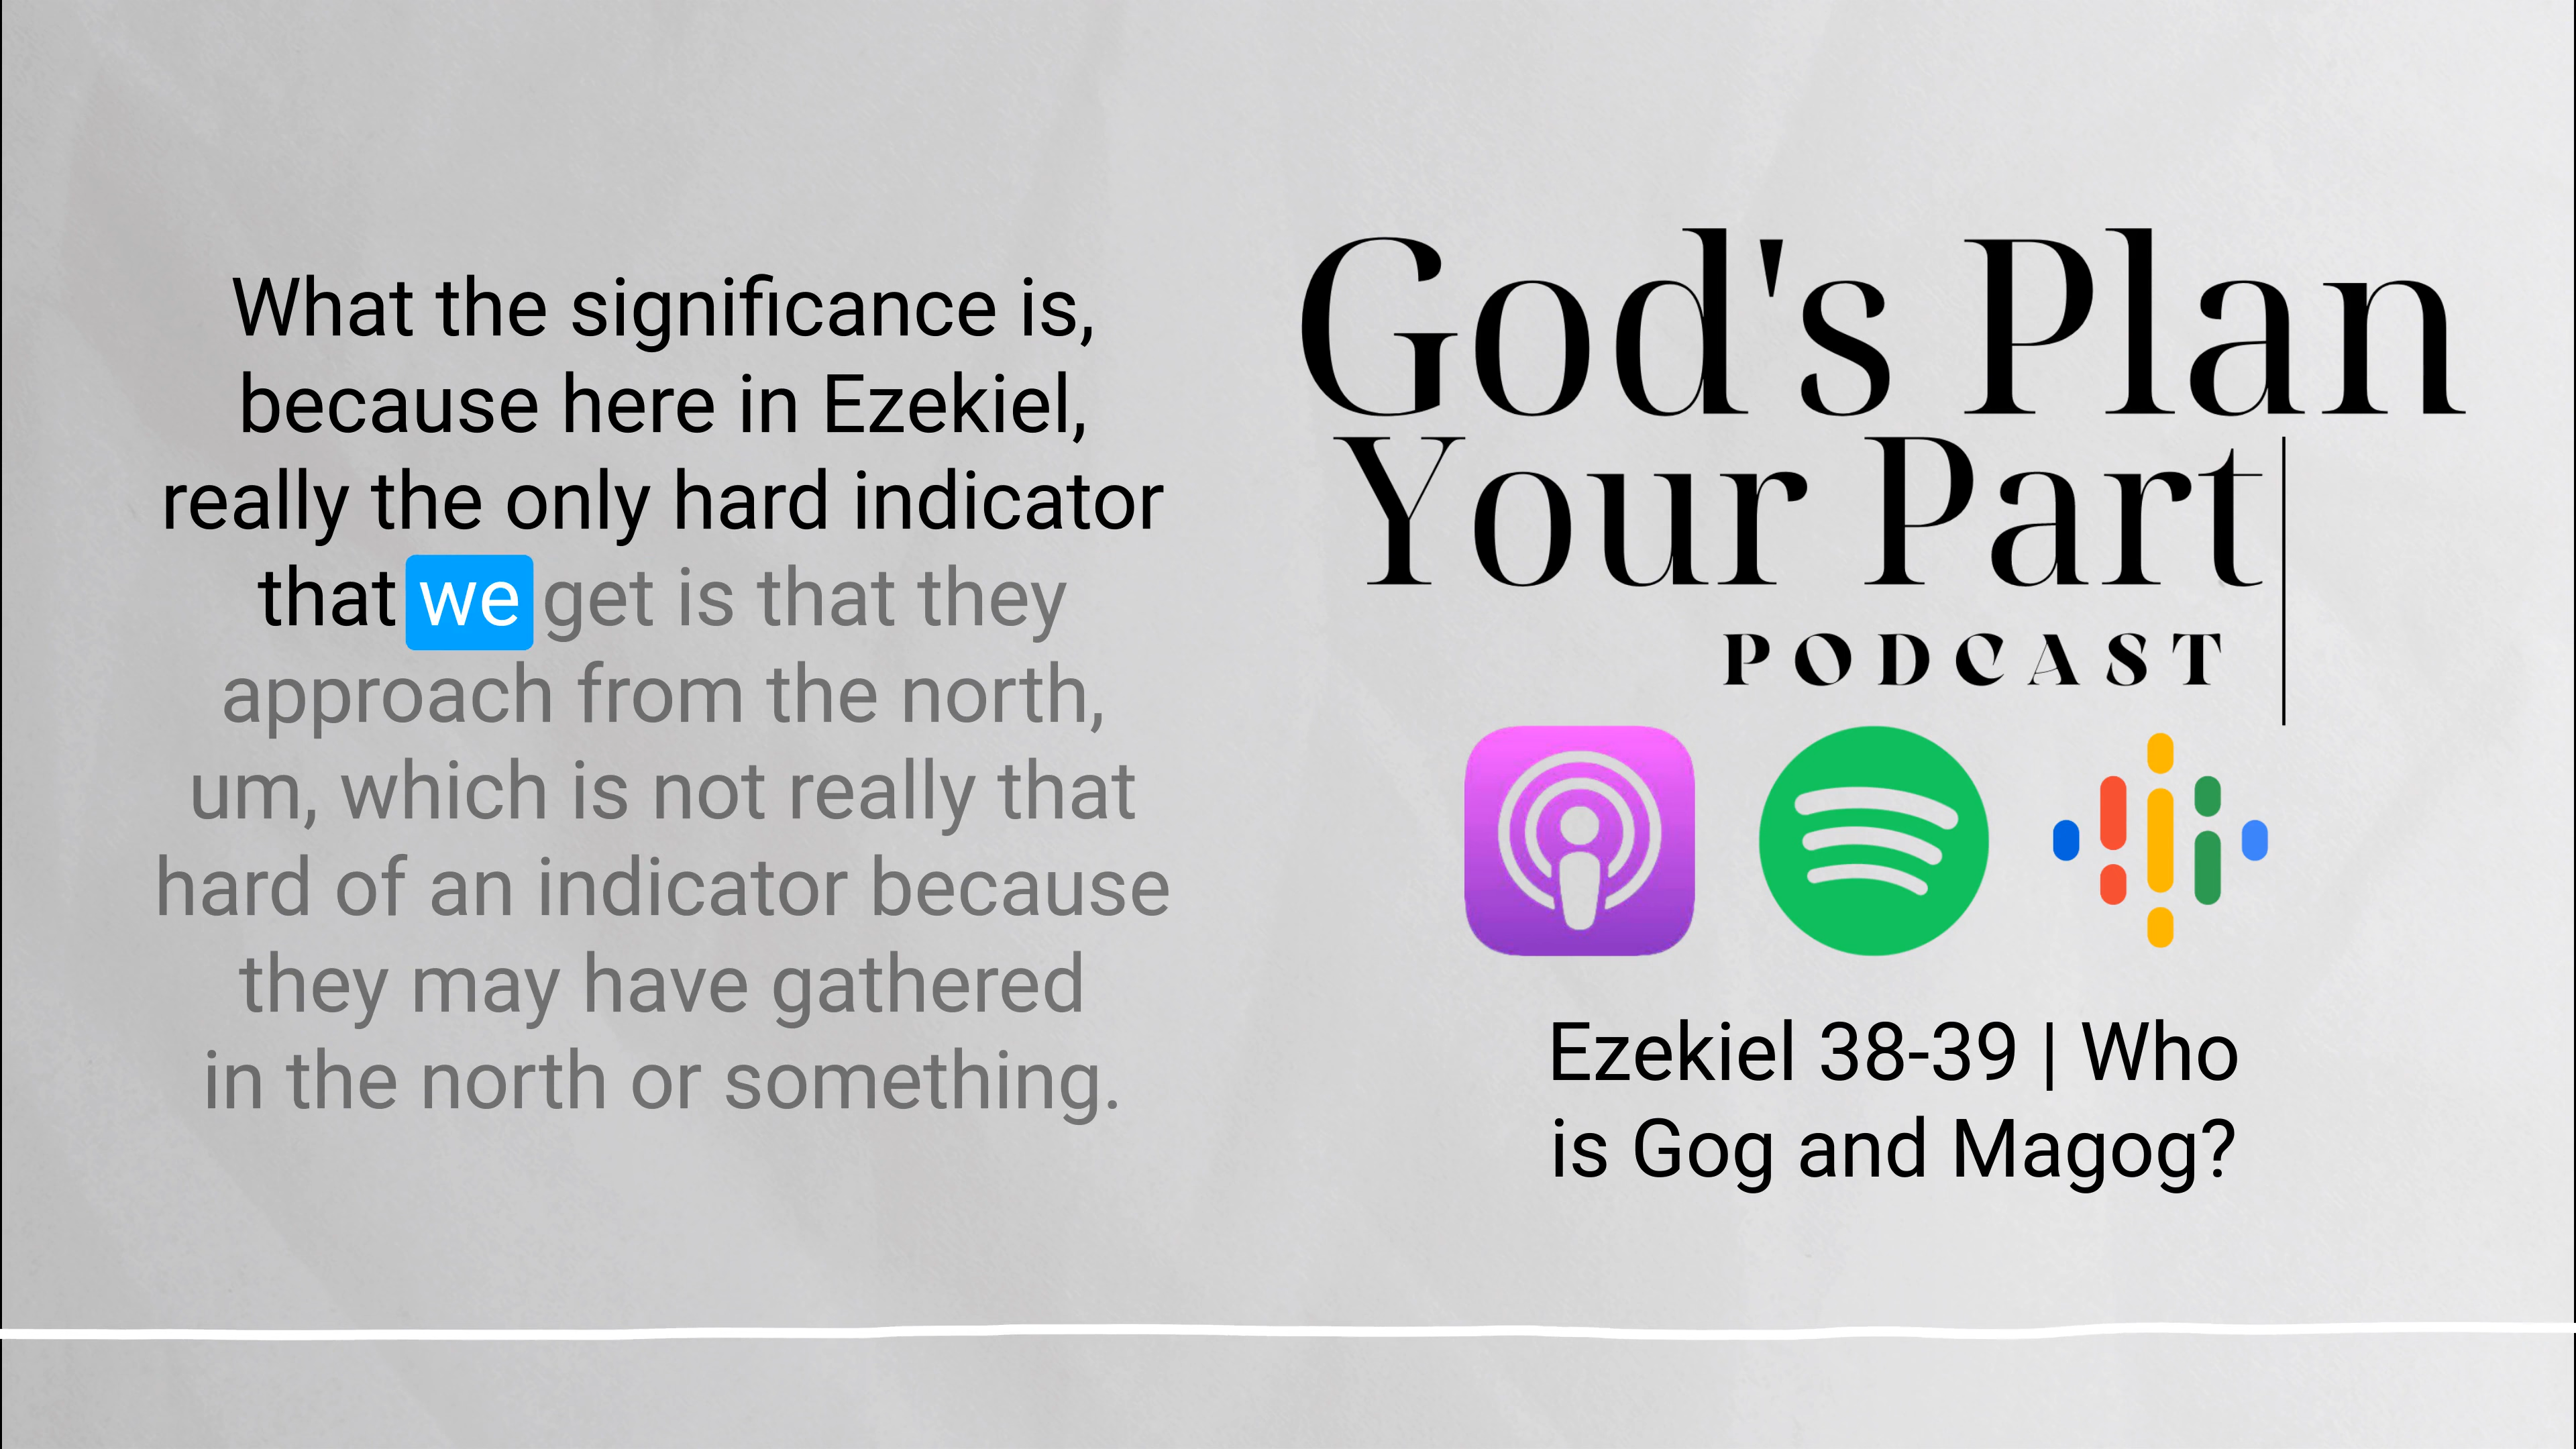 What the significance is,
because here in Ezekiel,
really the only hard indicator
that we get is that they
approach from the north,
um, which is not really that
hard of an indicator because
they may have gathered
in the north or something.
God's Plan
Your Part
PODCAST
Ezekiel 38-39 | Who
is Gog and Magog?